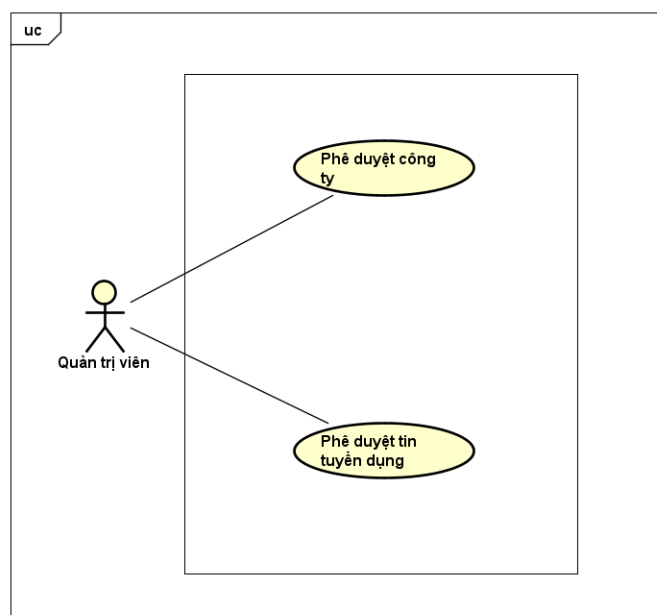 uc
Phê duyệt công
ty
Quản trị viên
Phê duyệt tin
tuyển dụng